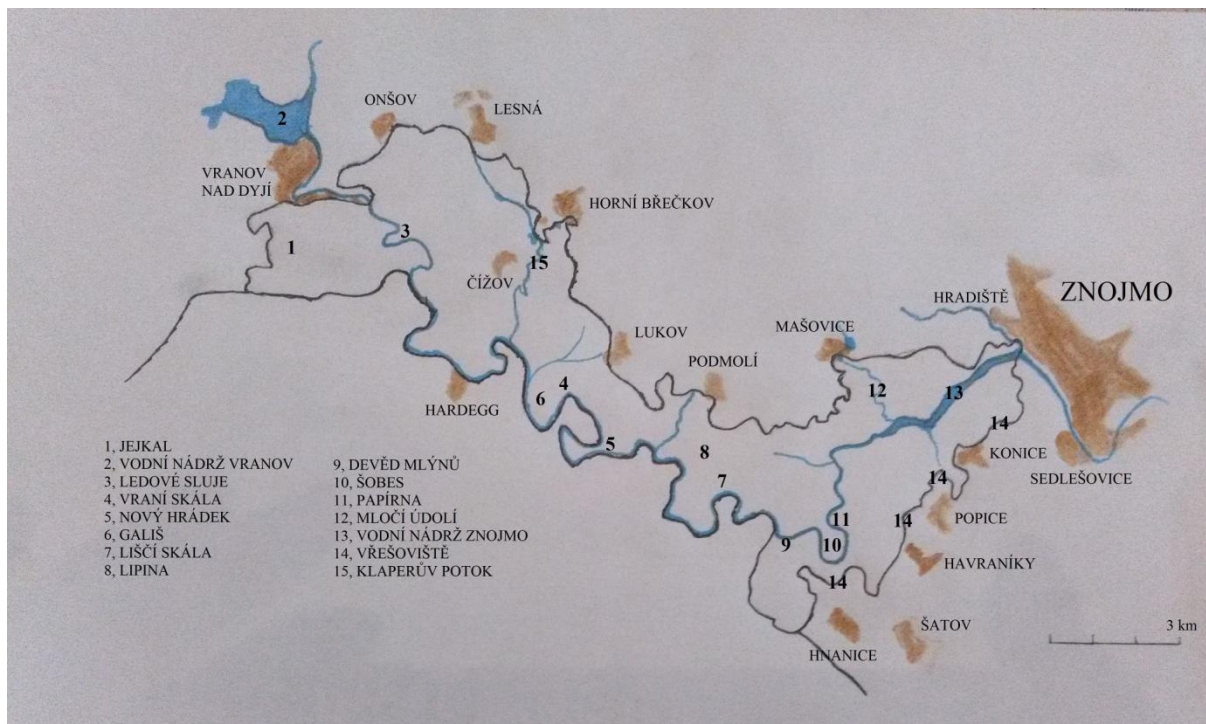 2
ONŠOV
LESNÁ
VRANOV
NAD DYJÍ
HORNÍ BŘEČKOV
1
3
ČÍŽOV
15
HRADIŠTĚ
ZNOJMO
MAŠOVICE
LUKOV
PODMOLÍ
HARDEGG
6
4
12
13
14
5
8
KONICE
SEDLEŠOVICE
7
14
POPICE
11
14
9
10
HAVRANÍKY
14
ŠATOV
HNANICE
3 km
1, JEJKAL
2, VODNÍ NÁDRŽ VRANOV
3, LEDOVÉ SLUJE
4, VRANÍ SKÁLA
5, NOVÝ HRÁDEK
6, GALIŠ
7, LIŠČÍ SKÁLA
8, LIPINA
9, DEVĚD MLÝNŮ
10, ŠOBES
11, PAPÍRNA
12, MLOČÍ ÚDOLÍ
13, VODNÍ NÁDRŽ ZNOJMO
14, VŘEŠOVIŠTĚ
15, KLAPERŮV POTOK